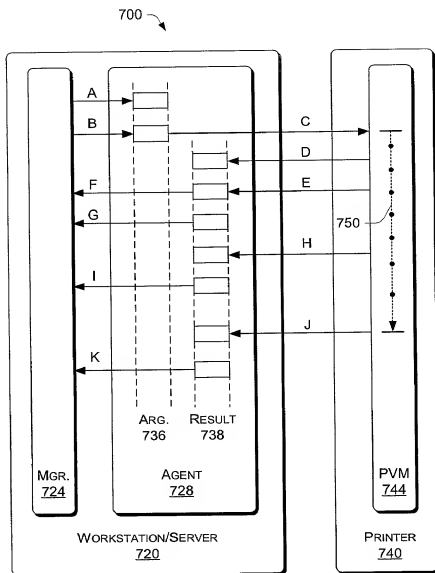 700
A
B
C
D
E
F
G
H
I
J
K
750
ARG.
736
RESULT
738
MGR.
724
AGENT
728
PVM
744
WORKSTATION/SERVER
720
PRINTER
740